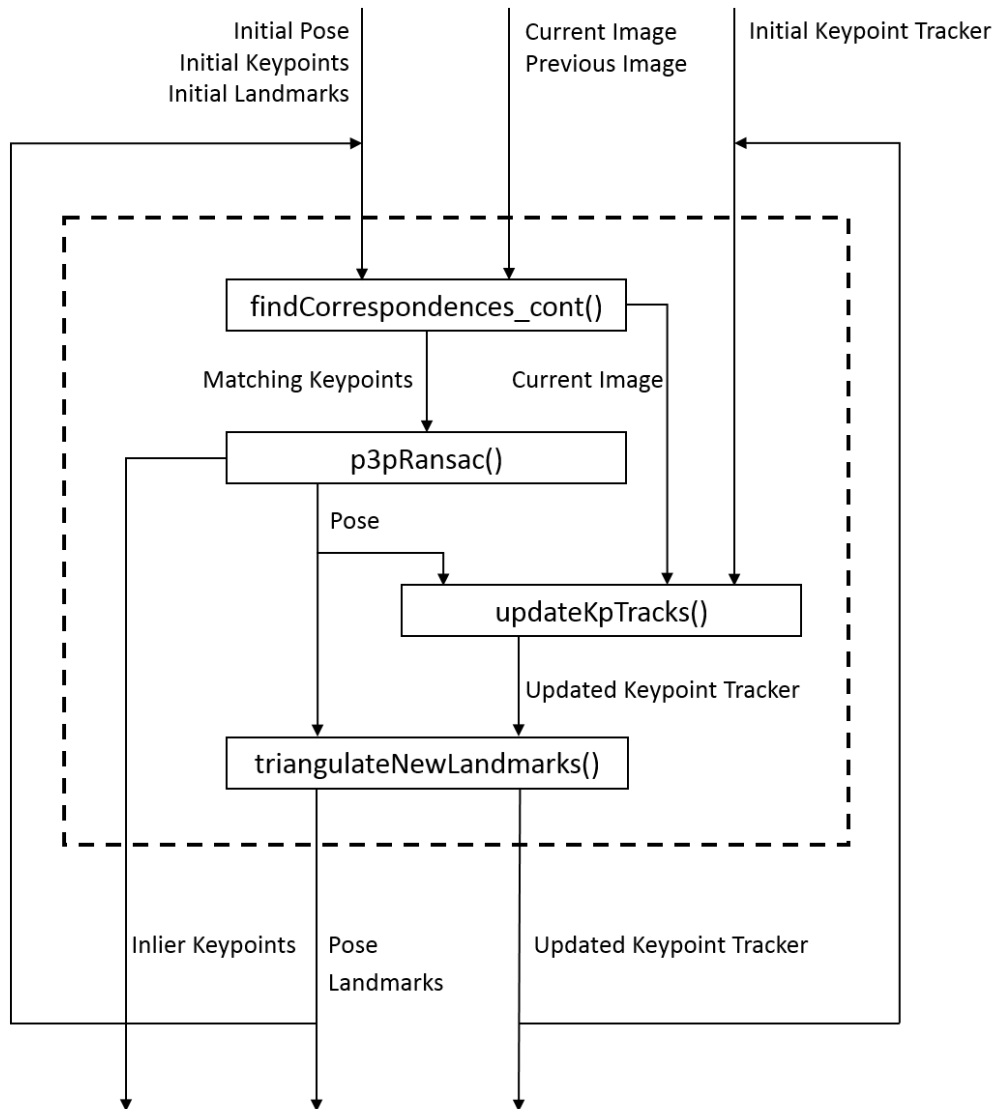 Initial Pose
Initial Keypoints
Initial Landmarks
Current Image
Previous Image
Initial Keypoint Tracker
findCorrespondences_cont()
Matching Keypoints
Current Image
p3pRansac()
Pose
updateKpTracks()
Updated Keypoint Tracker
triangulateNewLandmarks()
Inlier Keypoints
Pose
Landmarks
Updated Keypoint Tracker